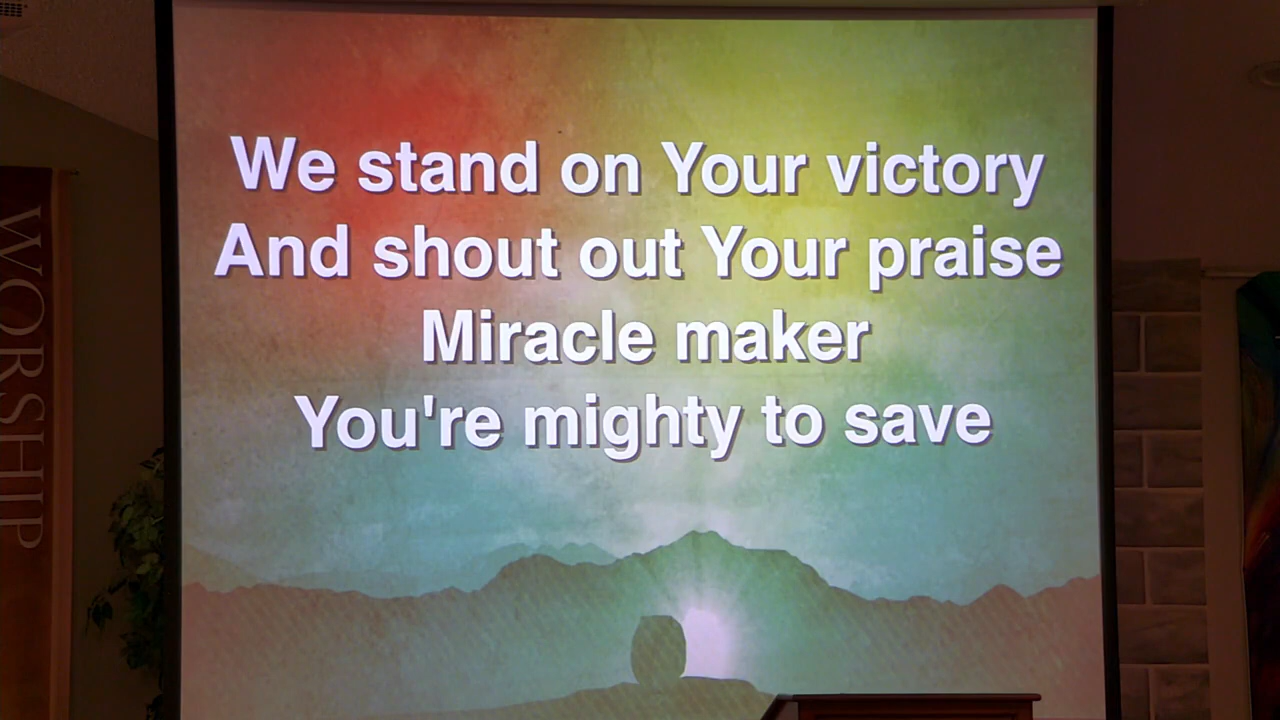 We stand on Your victory
And shout out Your praise
Miracle maker
You're mighty to save
WORSHIP